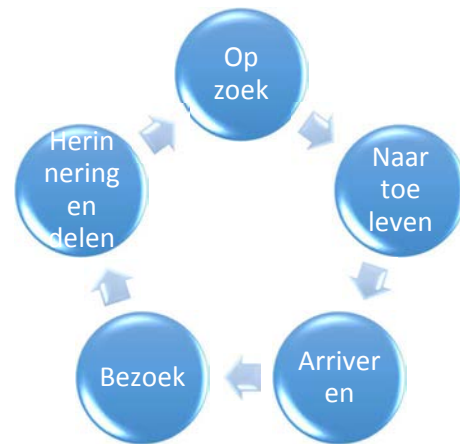 Op
zoek
Naar
toe
leven
Arriver
en
Bezoek
Herin
nering
en
delen